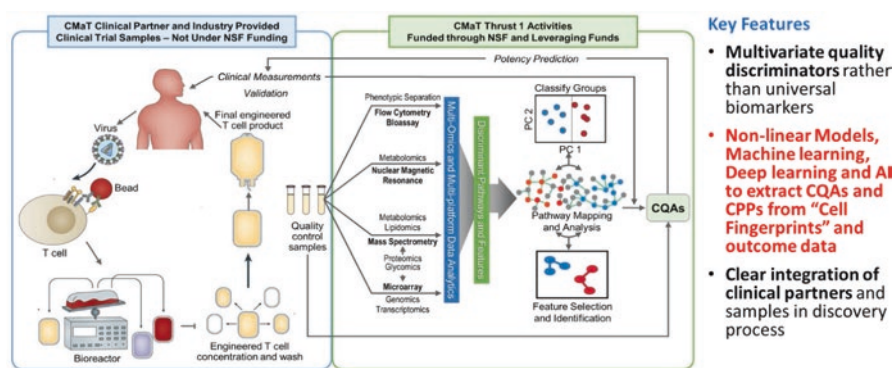 CMaT Clinical Partner and Industry Provided
Clinical Trial Samples – Not Under NSF Funding
Clinical Measurements
Validation
Final engineered
T cell product
Virus
Bead
T cell
Bioreactor
Engineered T cell
concentration and wash
CMaT Thrust 1 Activities
Funded through NSF and Leveraging Funds
Potency Prediction
Quality
control
samples
Phenotypic Separation
Flow Cytometry
Bioassay
Metabolomics
Nuclear Magnetic
Resonance
Metabolomics
Lipidomics
Mass Spectrometry
Proteomics
Glycomics
Microarray
Genomics
Transcriptomics
Multi-Omics and Multi-platform Data Analytics
Discriminant Pathways and Features
Classify Groups
PC 2
PC 1
Pathway Mapping
and Analysis
Feature Selection
and Identification
CQAs
Key Features
• Multivariate quality
discriminators rather
than universal
biomarkers
• Non-linear Models,
Machine learning,
Deep learning and AI
to extract CQAs and
CPPs from “Cell
Fingerprints” and
outcome data
• Clear integration of
clinical partners and
samples in discovery
process